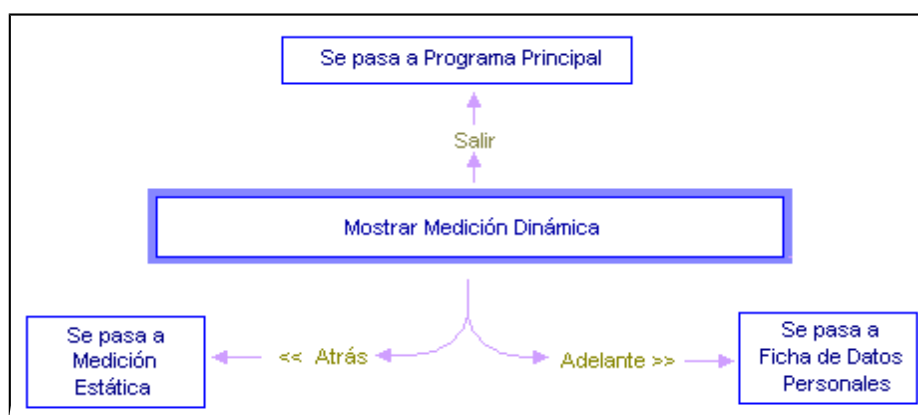 Se pasa a Programa Principal
Salir
Mostrar Medición Dinámica
Se pasa a
Medición
Estática
<< Atrás
Adelante >>
Se pasa a
Ficha de Datos
Personales